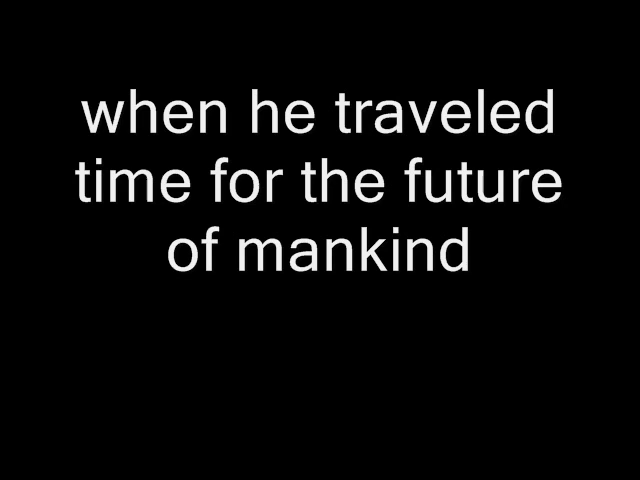 when he traveled
time for the future
of mankind